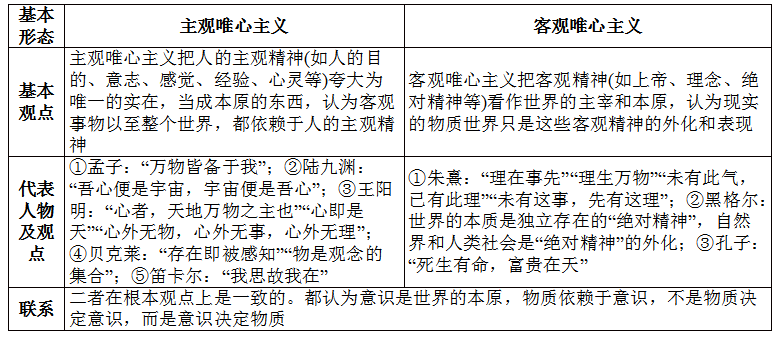 基本形态 主观唯心主义 客观唯心主义
基本观点
主观唯心主义把人的主观精神(如人的目
的、意志、感觉、经验、心灵等)夸大为
唯一的实在，当成本原的东西，认为客观
事物以至整个世界，都依赖于人的主观精
神
客观唯心主义把客观精神(如上帝、理念、绝
对精神等)看作世界的主宰和本原，认为现实
的物质世界只是这些客观精神的外化和表现
代表人物及观点
①孟子：“万物皆备于我”；②陆九渊：
“吾心便是宇宙，宇宙便是吾心”；③王阳
明：“心者，天地万物之主也”“心即是
天”“心外无物，心外无事，心外无理”；
④贝克莱：“存在即被感知”“物是观念的
集合”；⑤笛卡尔：“我思故我在”
①朱熹：“理在事先”“理生万物”“未有此气，
已有此理”“未有这事，先有这理”；②黑格尔：
世界的本质是独立存在的“绝对精神”，自然
界和人类社会是“绝对精神”的外化；③孔子：
“死生有命，富贵在天”
联系
二者在根本观点上是一致的。都认为意识是世界的本原，物质依赖于意识，不是物质决
定意识，而是意识决定物质